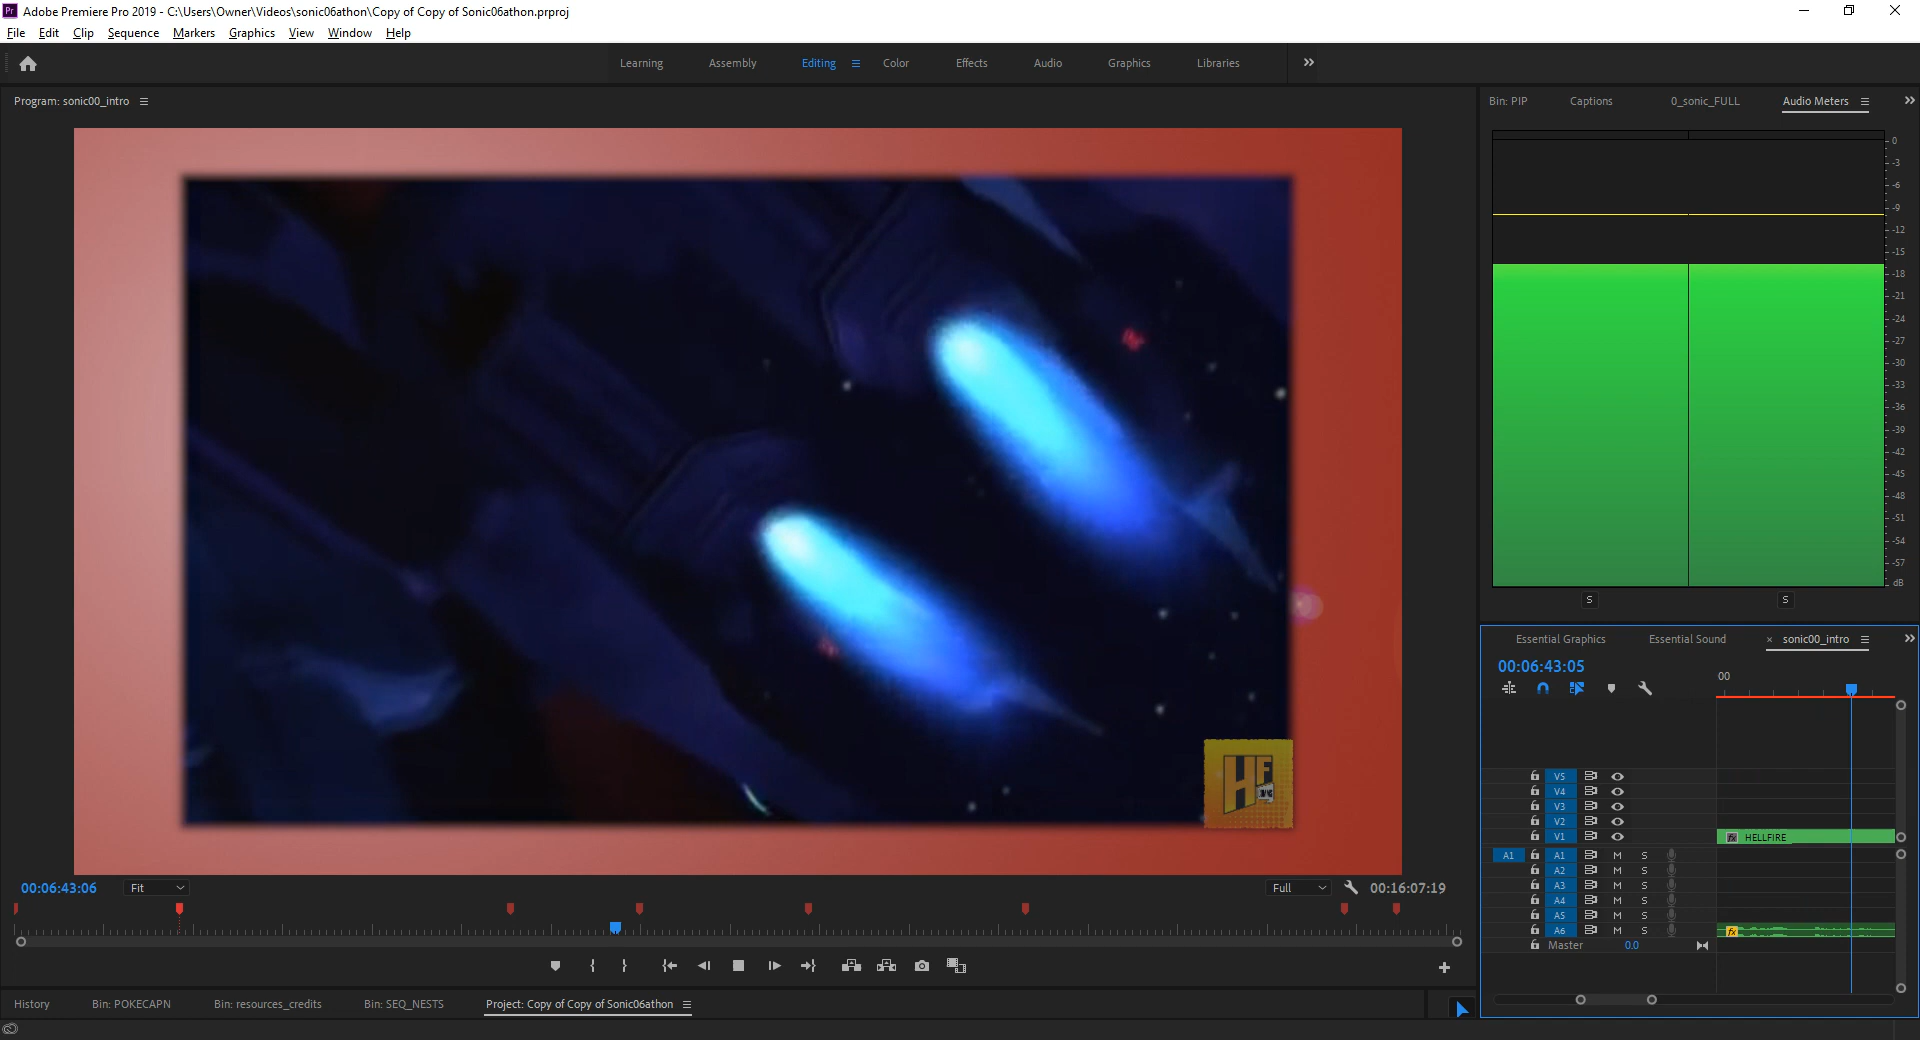 Pr Adobe Premiere Pro 2019 - C:\Users\Owner\Videos\sonic06athon\Copy of Copy of Sonic06athon.prproj
File Edit Clip Sequence Markers Graphics View Window Help
Learning Assembly Editing Color Effects Audio Graphics Libraries
Program: sonic00_intro
Bin: PIP Captions 0_sonic_FULL Audio Meters
0
-3
-6
-9
-12
-15
-18
-21
-24
-27
-30
-33
-36
-39
-42
-45
-48
-51
-54
-57
dB
S S
HF
Essential Graphics Essential Sound × sonic00_intro
00:06:43:05
00
V5
V4
V3
V2
V1 fx HELLFIRE
A1 A1 M S
A2 M S
A3 M S
A4 M S
A5 M S
A6 M S fx
Master 0.0
00:06:43:06 Fit Full 00:16:07:19
History Bin: POKECAPN Bin: resources_credits Bin: SEQ_NESTS Project: Copy of Copy of Sonic06athon